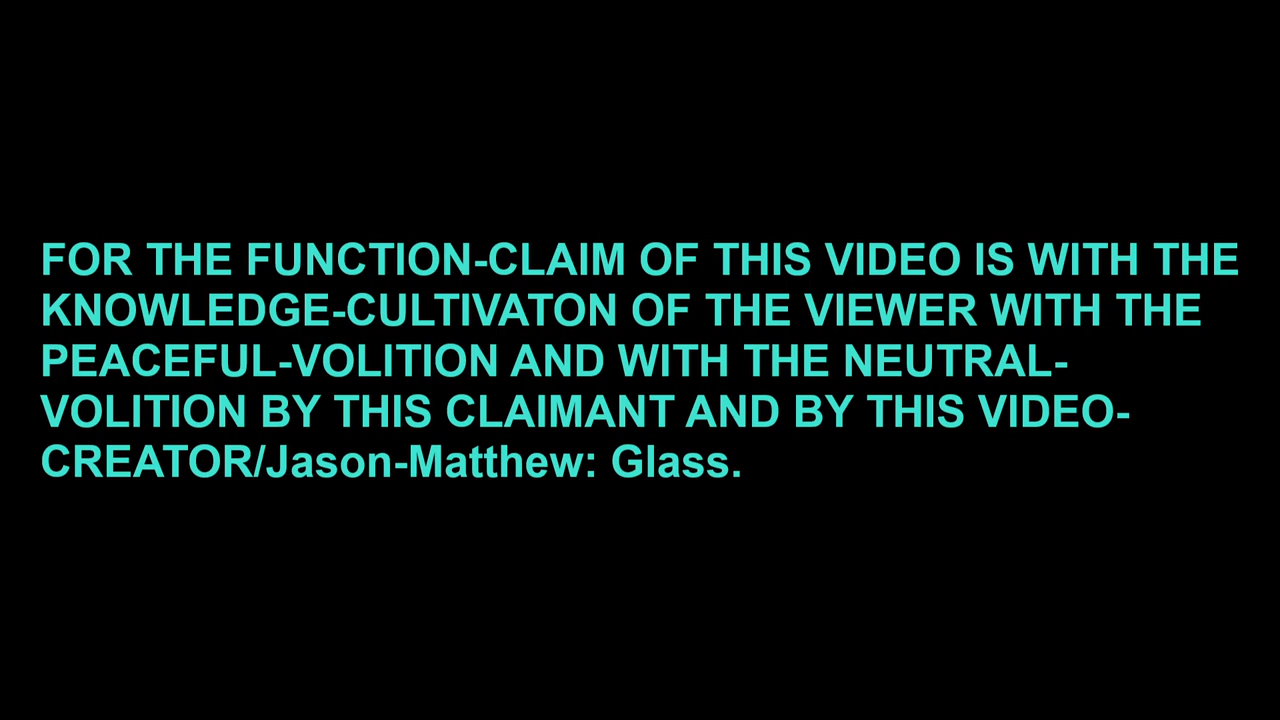 FOR THE FUNCTION-CLAIM OF THIS VIDEO IS WITH THE
KNOWLEDGE-CULTIVATON OF THE VIEWER WITH THE
PEACEFUL-VOLITION AND WITH THE NEUTRAL-
VOLITION BY THIS CLAIMANT AND BY THIS VIDEO-
CREATOR/Jason-Matthew: Glass.